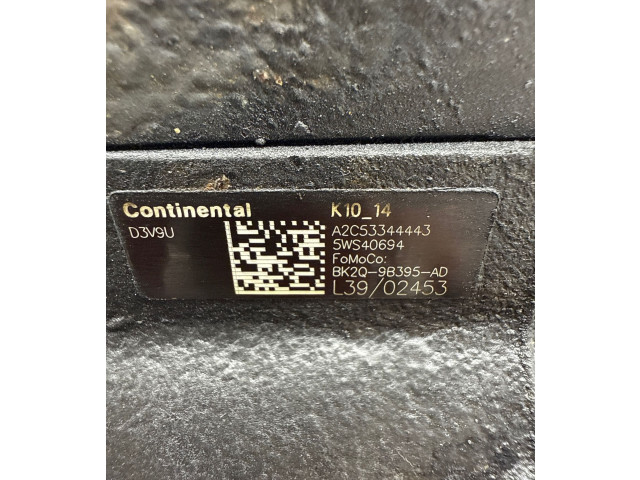 Continental
D3V9U
K10_14
A2C53344443
5WS40694
FoMoCo:
BK2Q-9B395-AD
L39/02453